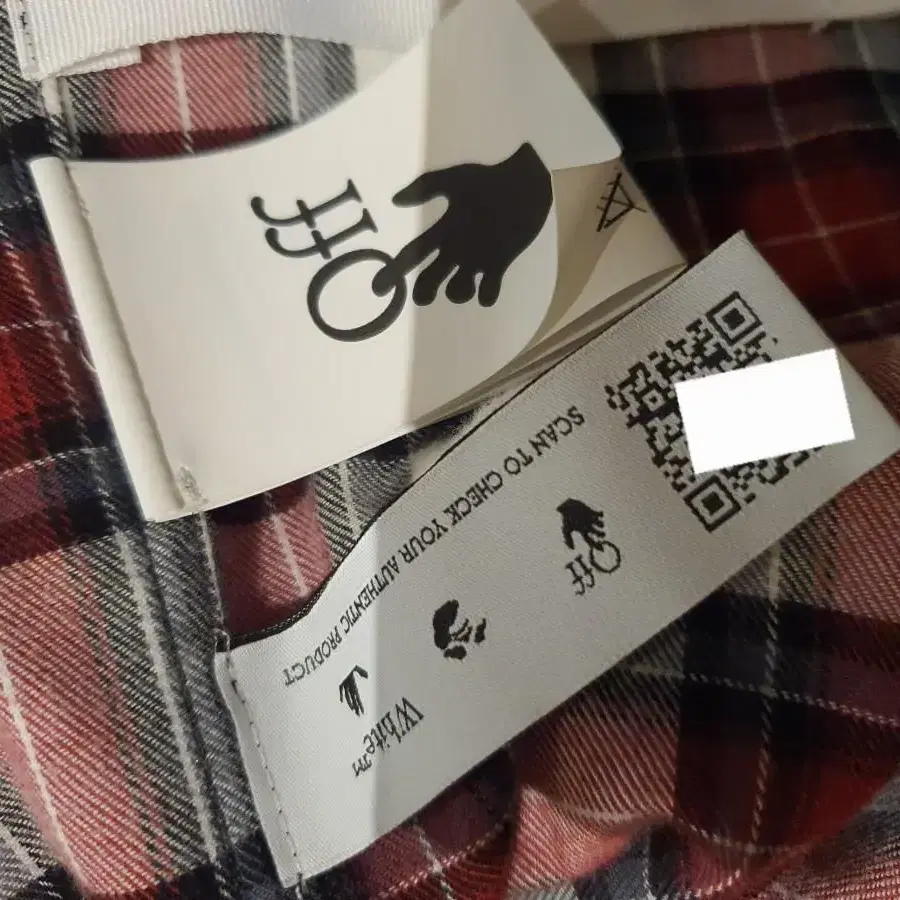 Off
SCAN TO CHECK YOUR AUTHENTIC PRODUCT
Off
White™